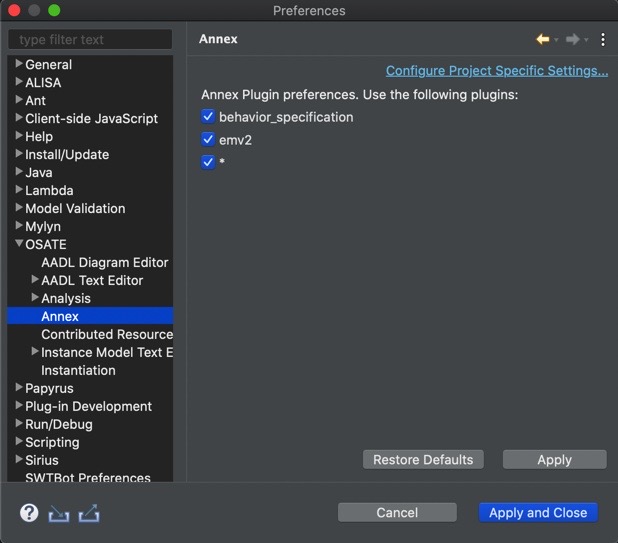 Preferences
type filter text
General
ALISA
Ant
Client-side JavaScript
Help
Install/Update
Java
Lambda
Model Validation
Mylyn
OSATE
AADL Diagram Editor
AADL Text Editor
Analysis
Annex
Contributed Resource
Instance Model Text E
Instantiation
Papyrus
Plug-in Development
Run/Debug
Scripting
Sirius
SWTBot Preferences
Annex
Configure Project Specific Settings...
Annex Plugin preferences. Use the following plugins:
behavior_specification
emv2
*
Restore Defaults
Apply
?
Cancel
Apply and Close